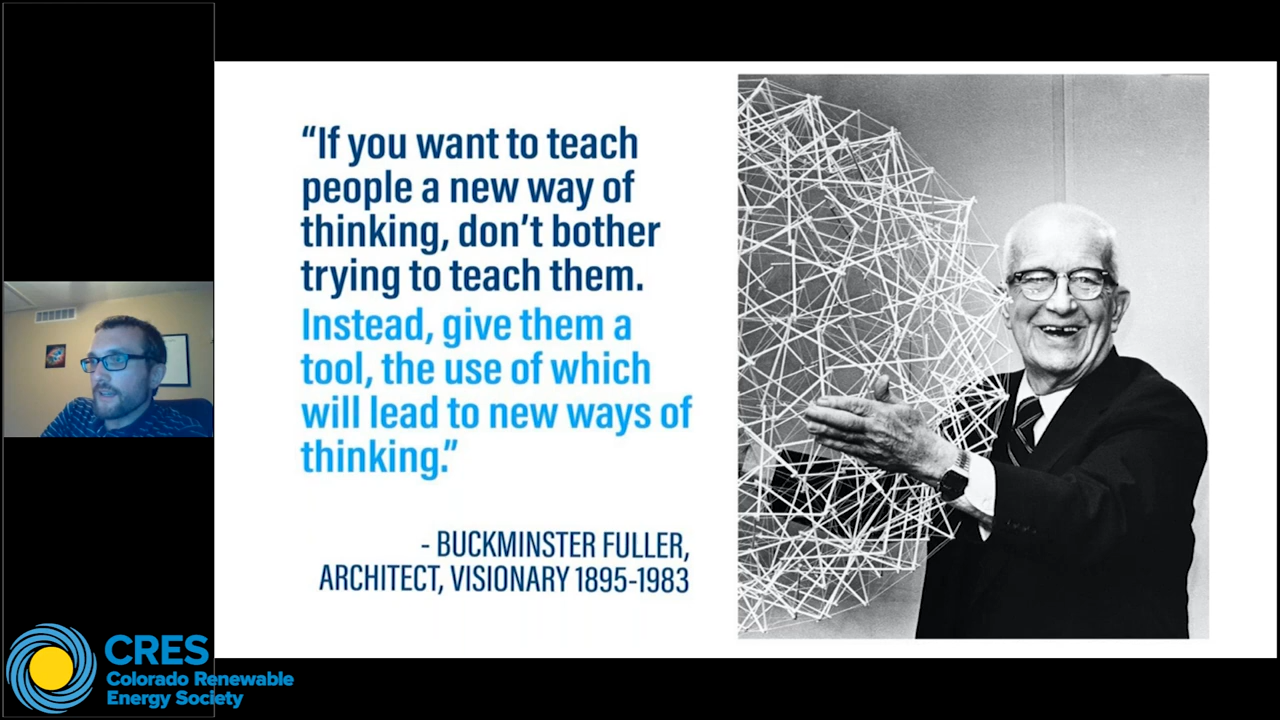 “If you want to teach
people a new way of
thinking, don’t bother
trying to teach them.
Instead, give them a
tool, the use of which
will lead to new ways of
thinking.”
- BUCKMINSTER FULLER,
ARCHITECT, VISIONARY 1895-1983
CRES
Colorado Renewable
Energy Society